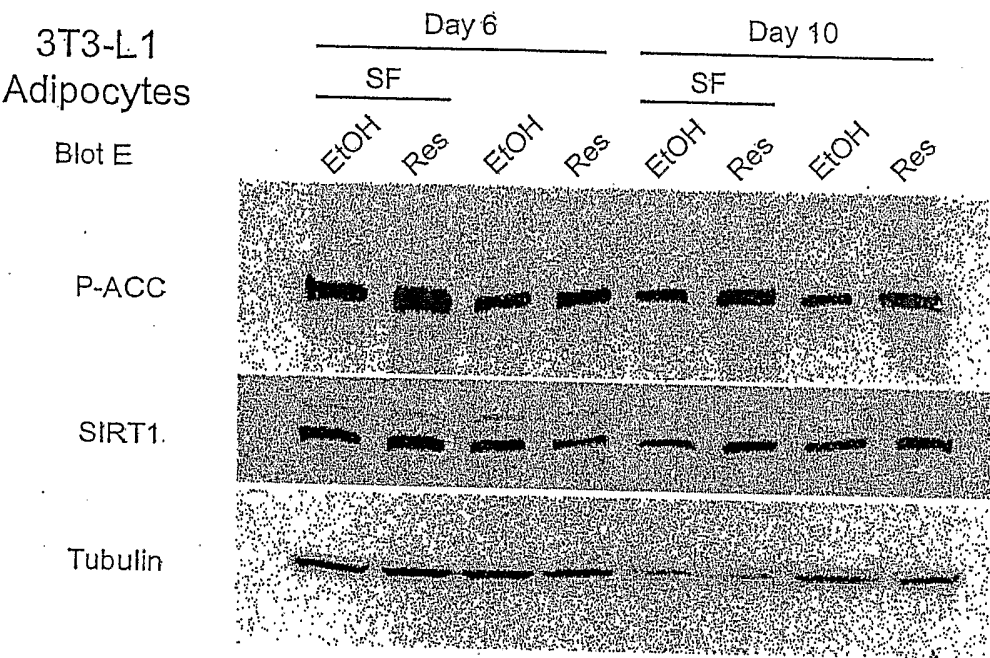 3T3-L1
Adipocytes
Blot E
Day 6
Day 10
SF
SF
EtOH
Res
EtOH
Res
EtOH
Res
EtOH
Res
P-ACC
SIRT1
Tubulin